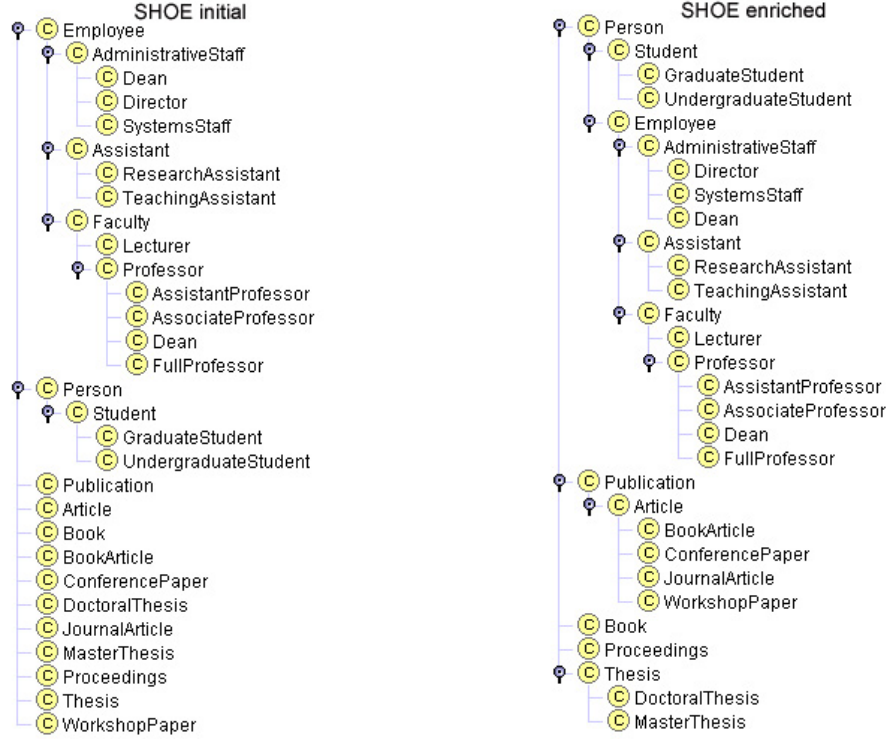 SHOE initial
C Employee
C AdministrativeStaff
C Dean
C Director
C SystemsStaff
C Assistant
C ResearchAssistant
C TeachingAssistant
C Faculty
C Lecturer
C Professor
C AssistantProfessor
C AssociateProfessor
C Dean
C FullProfessor
C Person
C Student
C GraduateStudent
C UndergraduateStudent
C Publication
C Article
C Book
C BookArticle
C ConferencePaper
C DoctoralThesis
C JournalArticle
C MasterThesis
C Proceedings
C Thesis
C WorkshopPaper
SHOE enriched
C Person
C Student
C GraduateStudent
C UndergraduateStudent
C Employee
C AdministrativeStaff
C Director
C SystemsStaff
C Dean
C Assistant
C ResearchAssistant
C TeachingAssistant
C Faculty
C Lecturer
C Professor
C AssistantProfessor
C AssociateProfessor
C Dean
C FullProfessor
C Publication
C Article
C BookArticle
C ConferencePaper
C JournalArticle
C WorkshopPaper
C Book
C Proceedings
C Thesis
C DoctoralThesis
C MasterThesis